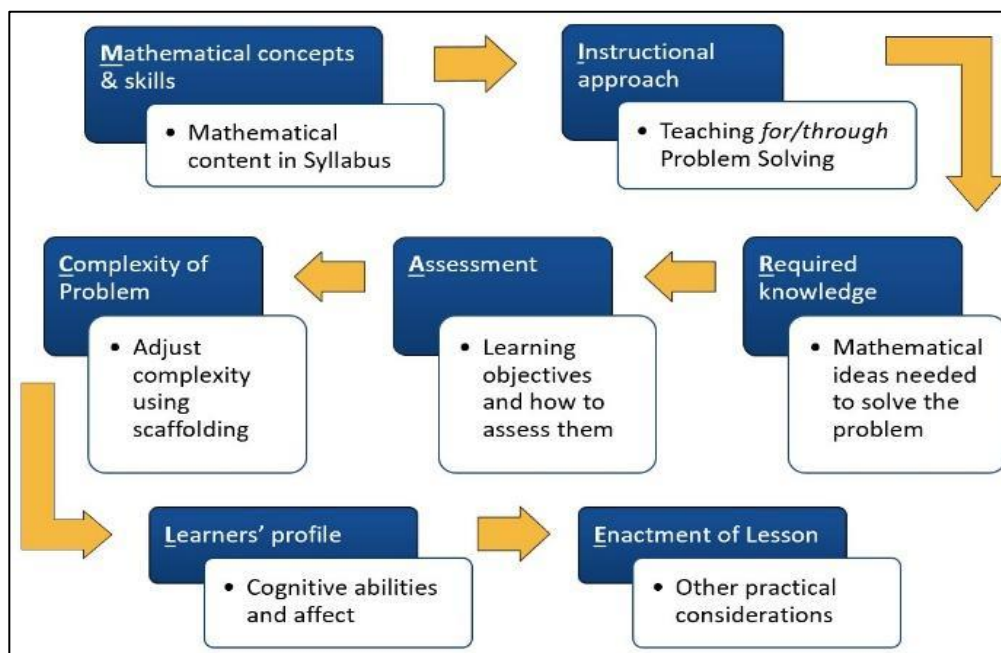 Mathematical concepts
& skills
• Mathematical
content in Syllabus
Instructional
approach
• Teaching for/through
Problem Solving
Required
knowledge
• Mathematical
ideas needed
to solve the
problem
Assessment
• Learning
objectives
and how to
assess them
Complexity of
Problem
• Adjust
complexity
using
scaffolding
Learners’ profile
• Cognitive abilities
and affect
Enactment of Lesson
• Other practical
considerations